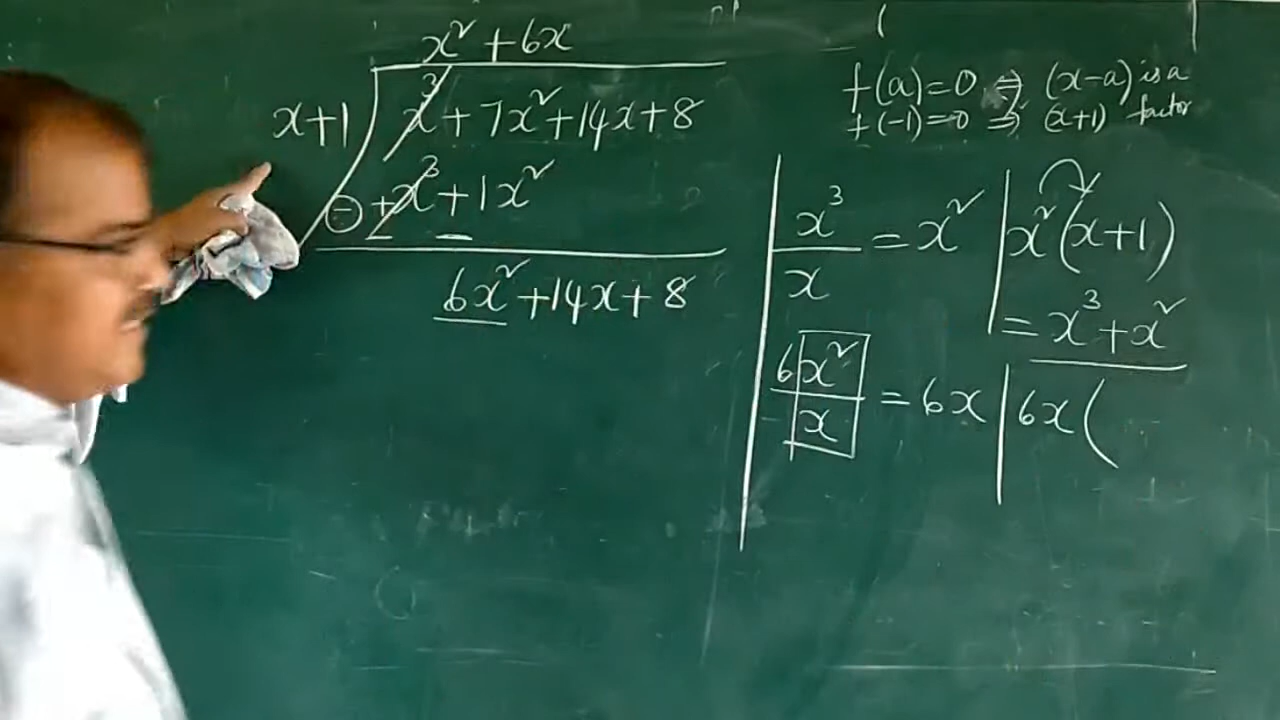 x² + 6x
x+1 x³ + 7x² + 14x + 8
⊖ + x³ + 1x²
6x² + 14x + 8
f(a)=0 ⇒ (x-a) is a
f(-1)=0 ⇒ (x+1) factor
x³/x = x² | x²(x+1)
= x³ + x²
6x²/x = 6x | 6x(